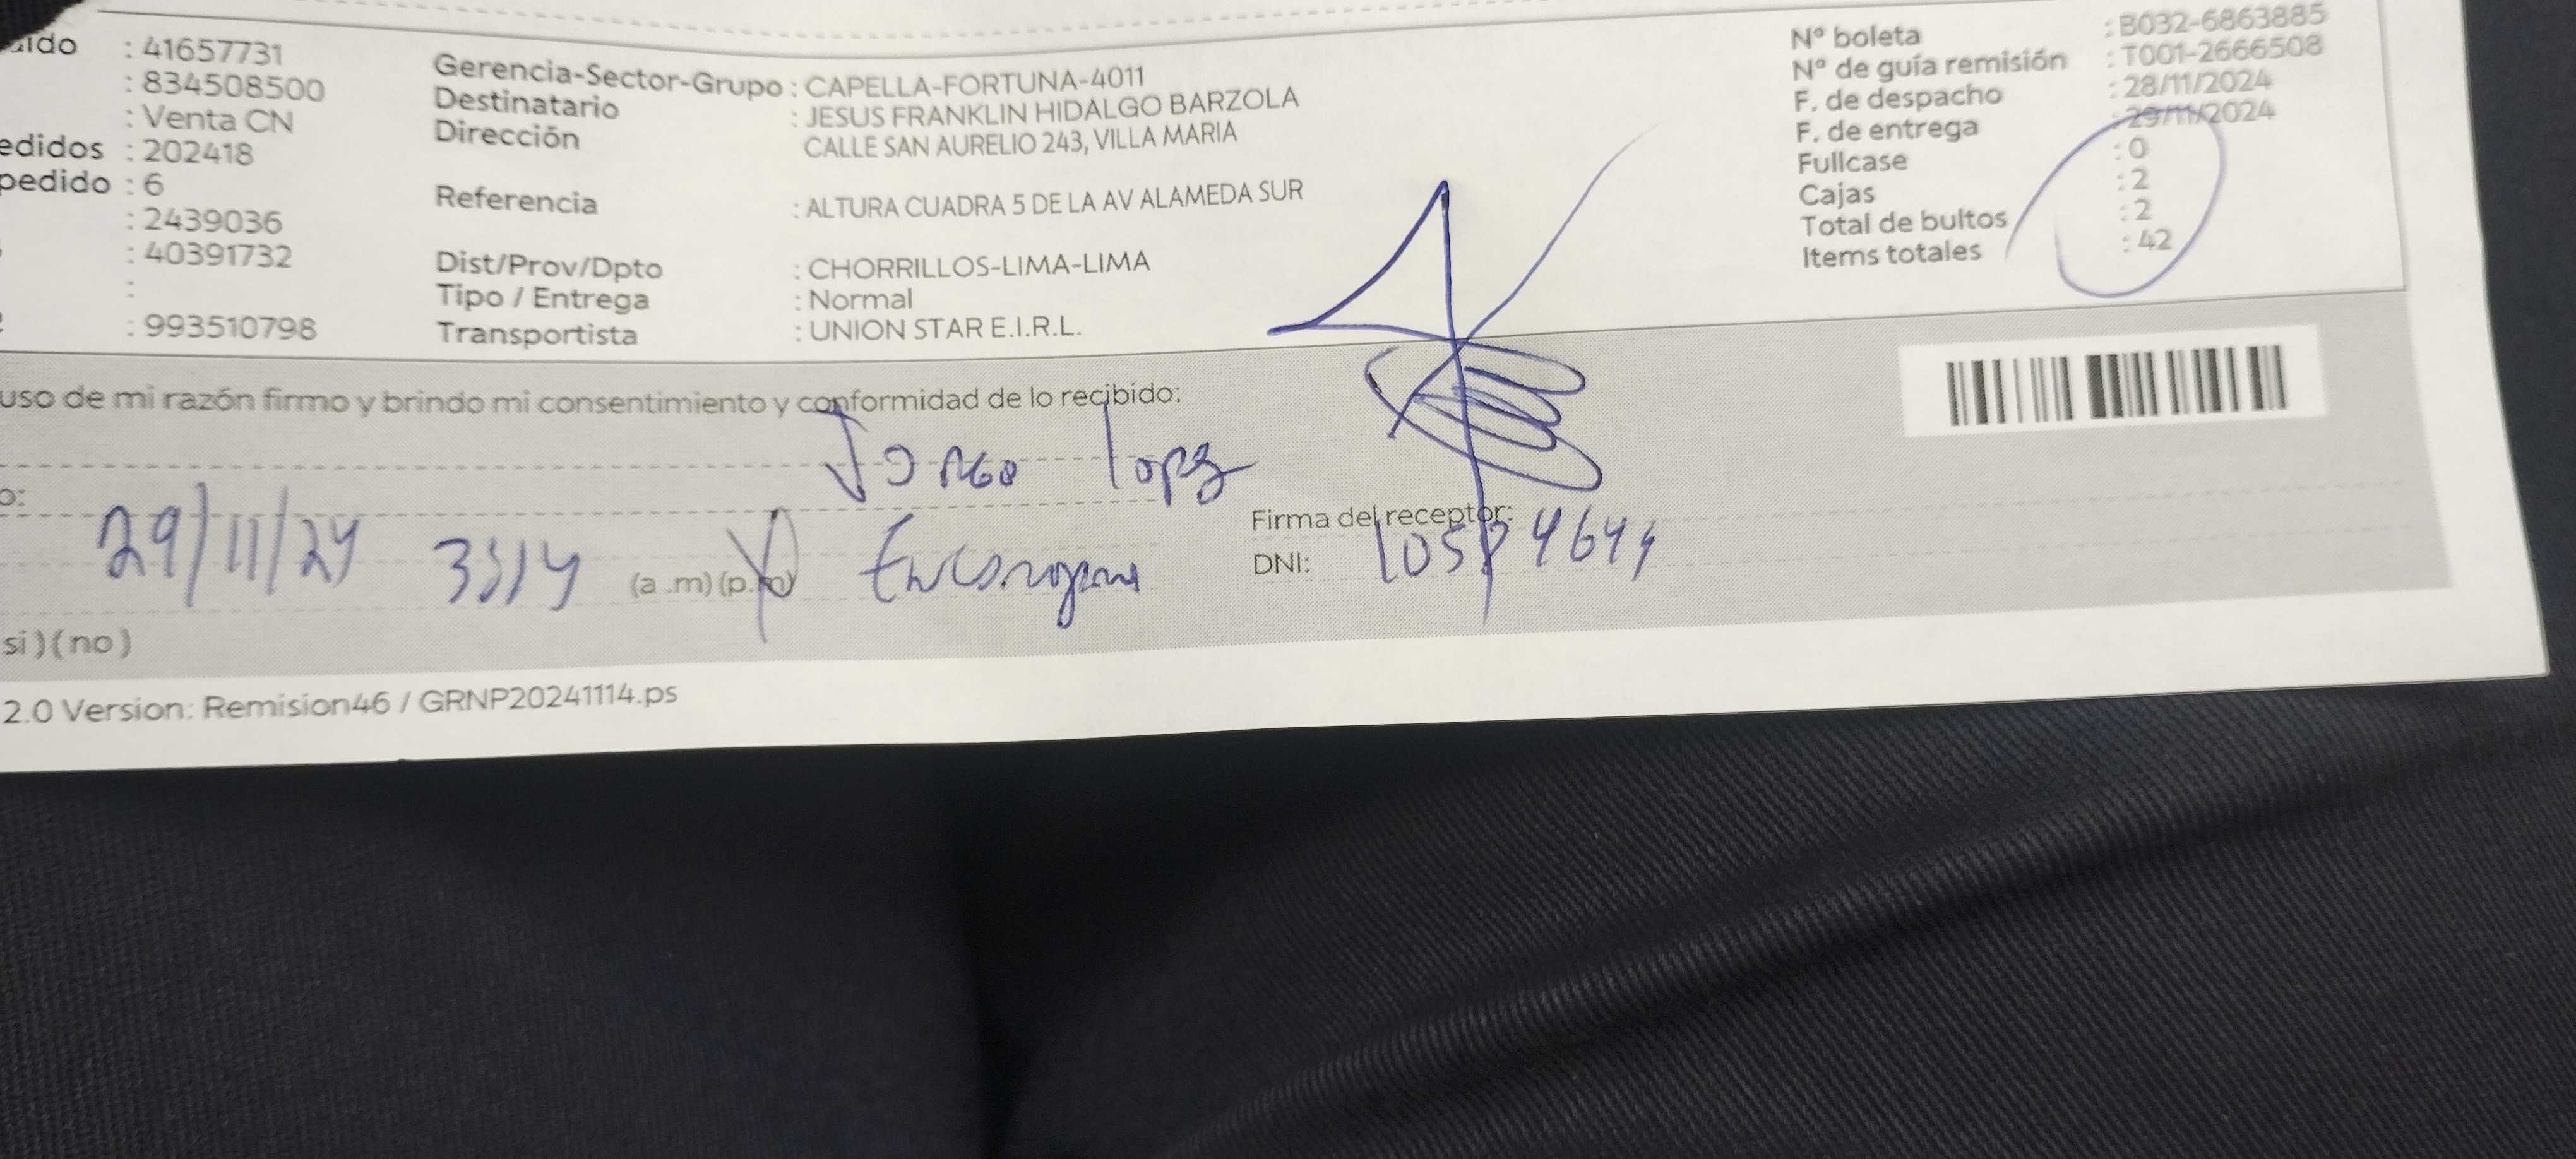 : 41657731
: 834508500
: Venta CN
edidos : 202418
pedido : 6
: 2439036
: 40391732
:
: 993510798
Gerencia-Sector-Grupo : CAPELLA-FORTUNA-4011
Destinatario : JESUS FRANKLIN HIDALGO BARZOLA
Dirección CALLE SAN AURELIO 243, VILLA MARIA
Referencia : ALTURA CUADRA 5 DE LA AV ALAMEDA SUR
Dist/Prov/Dpto : CHORRILLOS-LIMA-LIMA
Tipo / Entrega : Normal
Transportista : UNION STAR E.I.R.L.
Nº boleta : B032-6863885
Nº de guía remisión : T001-2666508
F. de despacho : 28/11/2024
F. de entrega : 29/11/2024
Fullcase : 0
Cajas : 2
Total de bultos : 2
Items totales : 42
uso de mi razón firmo y brindo mi consentimiento y conformidad de lo recibido:
o: 29/11/24 (a .m) (p.m)
Firma del receptor:
DNI:
si ) ( no )
2.0 Version: Remision46 / GRNP20241114.ps